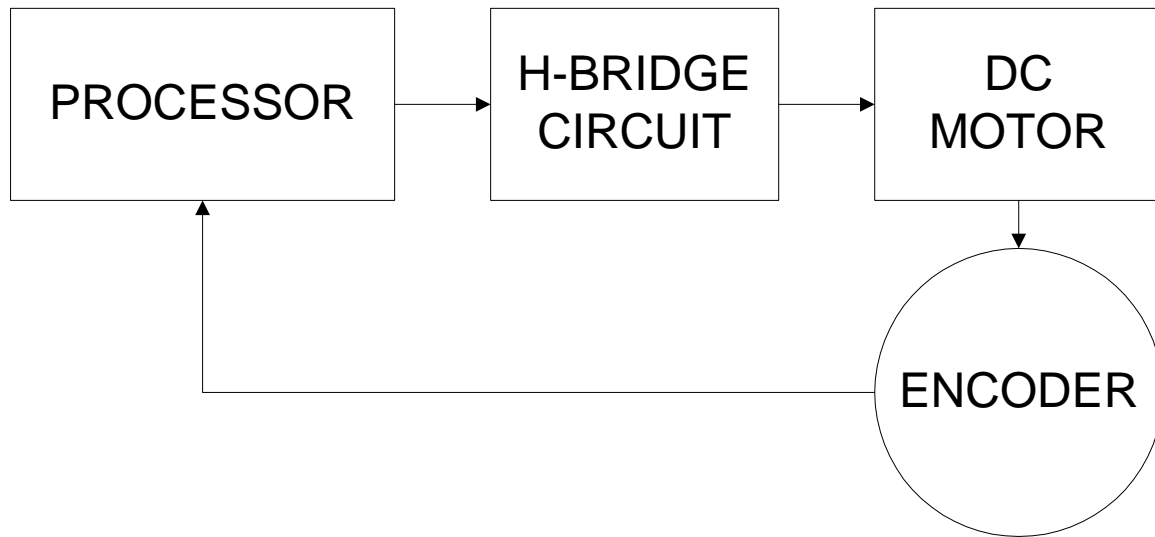 PROCESSOR
H-BRIDGE
CIRCUIT
DC
MOTOR
ENCODER